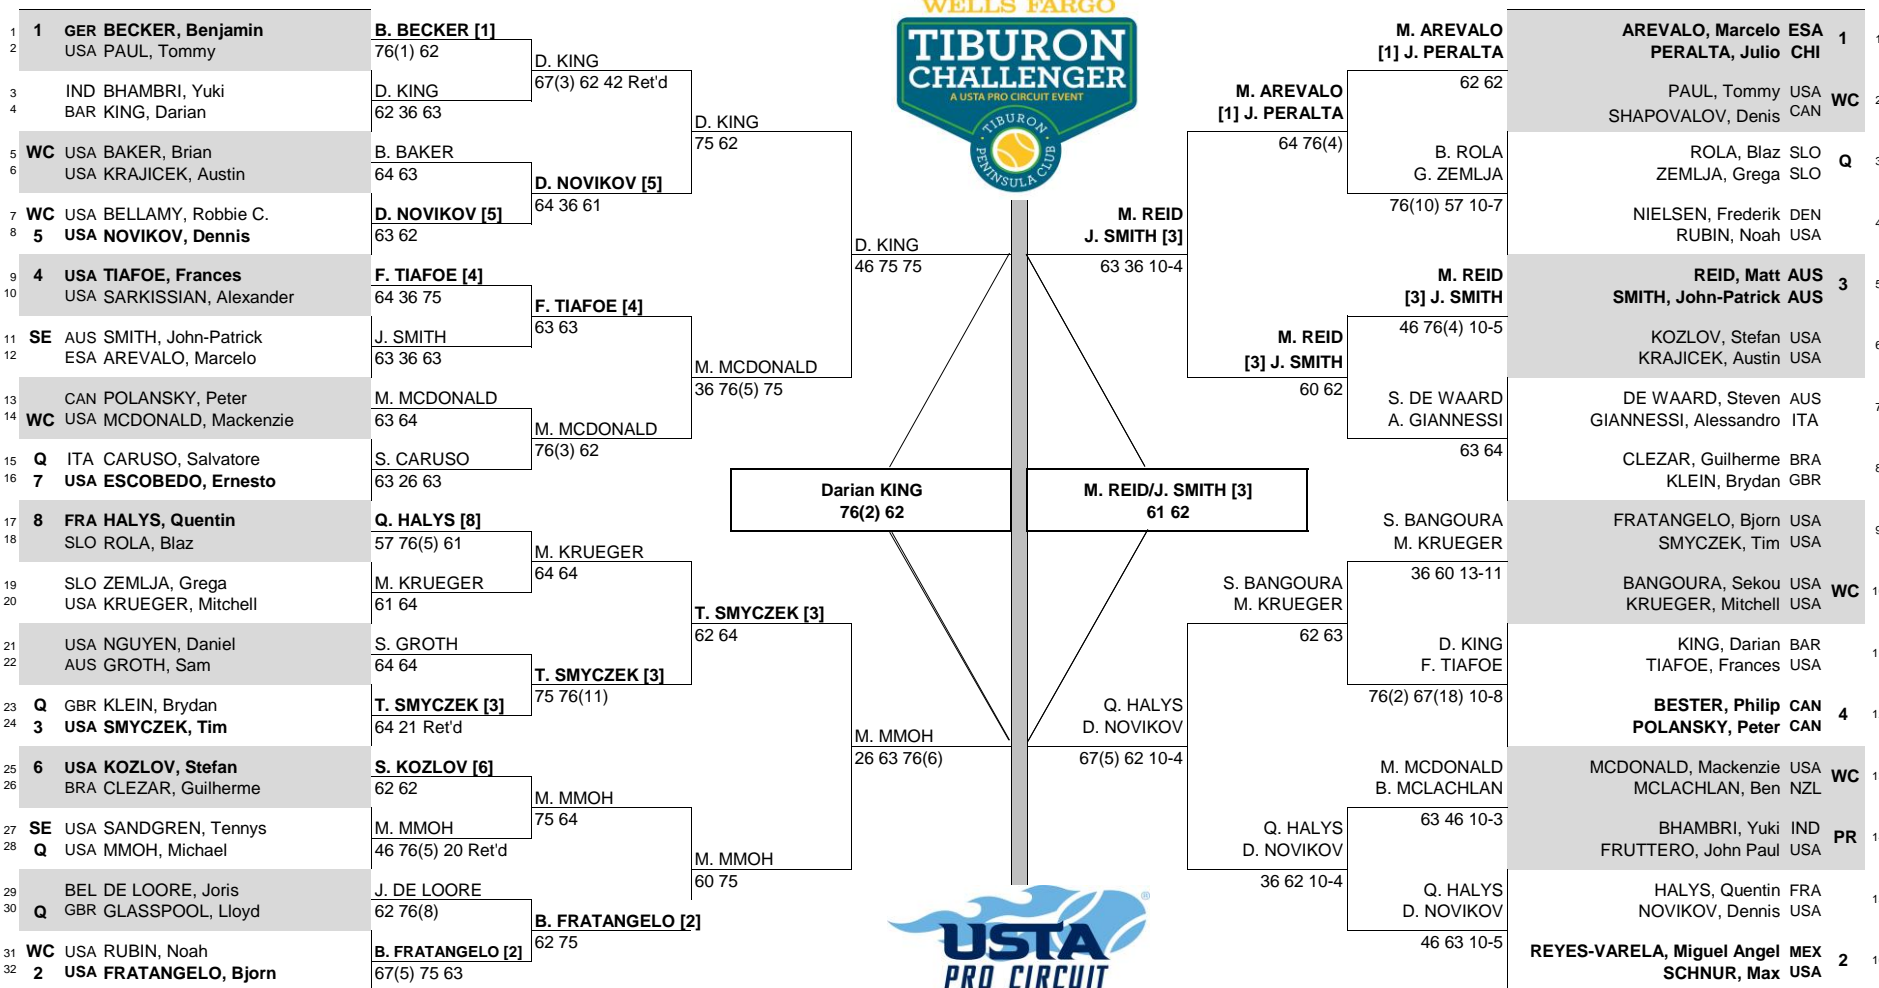 WELLS FARGO
TIBURON
CHALLENGER
A USTA PRO CIRCUIT EVENT
TIBURON
PENINSULA CLUB
1 1 GER BECKER, Benjamin
2 USA PAUL, Tommy
3 IND BHAMBRI, Yuki
4 BAR KING, Darian
5 WC USA BAKER, Brian
6 USA KRAJICEK, Austin
7 WC USA BELLAMY, Robbie C.
8 5 USA NOVIKOV, Dennis
9 4 USA TIAFOE, Frances
10 USA SARKISSIAN, Alexander
11 SE AUS SMITH, John-Patrick
12 ESA AREVALO, Marcelo
13 CAN POLANSKY, Peter
14 WC USA MCDONALD, Mackenzie
15 Q ITA CARUSO, Salvatore
16 7 USA ESCOBEDO, Ernesto
17 8 FRA HALYS, Quentin
18 SLO ROLA, Blaz
19 SLO ZEMLJA, Grega
20 USA KRUEGER, Mitchell
21 USA NGUYEN, Daniel
22 AUS GROTH, Sam
23 Q GBR KLEIN, Brydan
24 3 USA SMYCZEK, Tim
25 6 USA KOZLOV, Stefan
26 BRA CLEZAR, Guilherme
27 SE USA SANDGREN, Tennys
28 Q USA MMOH, Michael
29 BEL DE LOORE, Joris
30 Q GBR GLASSPOOL, Lloyd
31 WC USA RUBIN, Noah
32 2 USA FRATANGELO, Bjorn
B. BECKER [1]
76(1) 62
D. KING
62 36 63
B. BAKER
64 63
D. NOVIKOV [5]
63 62
F. TIAFOE [4]
64 36 75
J. SMITH
63 36 63
M. MCDONALD
63 64
S. CARUSO
63 26 63
Q. HALYS [8]
57 76(5) 61
M. KRUEGER
61 64
S. GROTH
64 64
T. SMYCZEK [3]
64 21 Ret'd
S. KOZLOV [6]
62 62
M. MMOH
46 76(5) 20 Ret'd
J. DE LOORE
62 76(8)
B. FRATANGELO [2]
67(5) 75 63
D. KING
67(3) 62 42 Ret'd
D. NOVIKOV [5]
64 36 61
F. TIAFOE [4]
63 63
M. MCDONALD
76(3) 62
M. KRUEGER
64 64
T. SMYCZEK [3]
75 76(11)
M. MMOH
75 64
B. FRATANGELO [2]
62 75
D. KING
75 62
M. MCDONALD
36 76(5) 75
T. SMYCZEK [3]
62 64
M. MMOH
60 75
D. KING
46 75 75
M. MMOH
26 63 76(6)
Darian KING
76(2) 62
M. REID/J. SMITH [3]
61 62
M. REID
J. SMITH [3]
63 36 10-4
Q. HALYS
D. NOVIKOV
67(5) 62 10-4
M. AREVALO
[1] J. PERALTA
64 76(4)
M. REID
[3] J. SMITH
60 62
S. BANGOURA
M. KRUEGER
62 63
Q. HALYS
D. NOVIKOV
36 62 10-4
M. AREVALO
[1] J. PERALTA
62 62
B. ROLA
G. ZEMLJA
76(10) 57 10-7
M. REID
[3] J. SMITH
46 76(4) 10-5
S. DE WAARD
A. GIANNESSI
63 64
S. BANGOURA
M. KRUEGER
36 60 13-11
D. KING
F. TIAFOE
76(2) 67(18) 10-8
M. MCDONALD
B. MCLACHLAN
63 46 10-3
Q. HALYS
D. NOVIKOV
46 63 10-5
AREVALO, Marcelo ESA 1
PERALTA, Julio CHI
PAUL, Tommy USA WC
SHAPOVALOV, Denis CAN
ROLA, Blaz SLO Q
ZEMLJA, Grega SLO
NIELSEN, Frederik DEN
RUBIN, Noah USA
REID, Matt AUS 3
SMITH, John-Patrick AUS
KOZLOV, Stefan USA
KRAJICEK, Austin USA
DE WAARD, Steven AUS
GIANNESSI, Alessandro ITA
CLEZAR, Guilherme BRA
KLEIN, Brydan GBR
FRATANGELO, Bjorn USA
SMYCZEK, Tim USA
BANGOURA, Sekou USA WC
KRUEGER, Mitchell USA
KING, Darian BAR
TIAFOE, Frances USA
BESTER, Philip CAN 4
POLANSKY, Peter CAN
MCDONALD, Mackenzie USA WC
MCLACHLAN, Ben NZL
BHAMBRI, Yuki IND PR
FRUTTERO, John Paul USA
HALYS, Quentin FRA
NOVIKOV, Dennis USA
REYES-VARELA, Miguel Angel MEX 2
SCHNUR, Max USA
USTA
PRO CIRCUIT